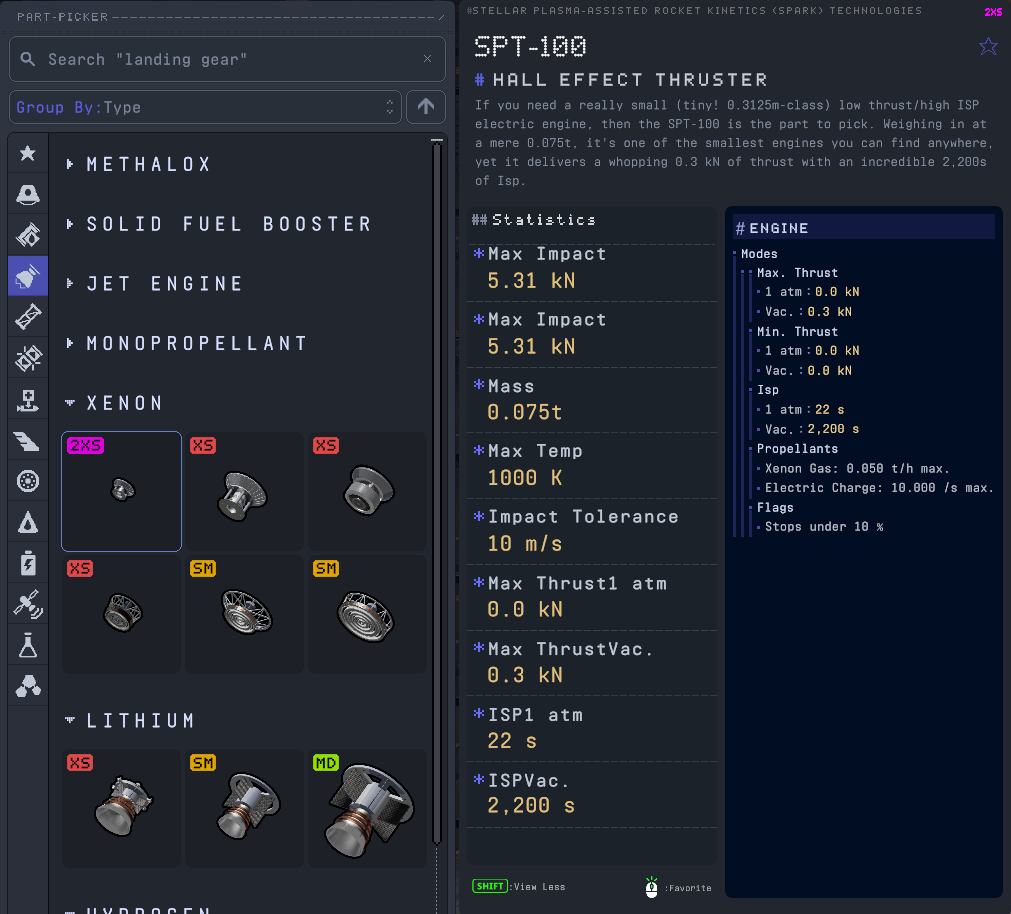 PART-PICKER
Search "landing gear"
Group By:Type
METHALOX
SOLID FUEL BOOSTER
JET ENGINE
MONOPROPELLANT
XENON
2XS
XS
XS
XS
SM
SM
LITHIUM
XS
SM
MD
HYDROGEN
#STELLAR PLASMA-ASSISTED ROCKET KINETICS (SPARK) TECHNOLOGIES
2XS
SPT-100
# HALL EFFECT THRUSTER
If you need a really small (tiny! 0.3125m-class) low thrust/high ISP
electric engine, then the SPT-100 is the part to pick. Weighing in at
a mere 0.075t, it's one of the smallest engines you can find anywhere,
yet it delivers a whopping 0.3 kN of thrust with an incredible 2,200s
of Isp.
## Statistics
*Max Impact
5.31 kN
*Max Impact
5.31 kN
*Mass
0.075t
*Max Temp
1000 K
*Impact Tolerance
10 m/s
*Max Thrust1 atm
0.0 kN
*Max ThrustVac.
0.3 kN
*ISP1 atm
22 s
*ISPVac.
2,200 s
SHIFT:View Less
:Favorite
# ENGINE
Modes
Max. Thrust
1 atm:0.0 kN
Vac.:0.3 kN
Min. Thrust
1 atm:0.0 kN
Vac.:0.0 kN
Isp
1 atm:22 s
Vac.:2,200 s
Propellants
Xenon Gas: 0.050 t/h max.
Electric Charge: 10.000 /s max.
Flags
Stops under 10 %